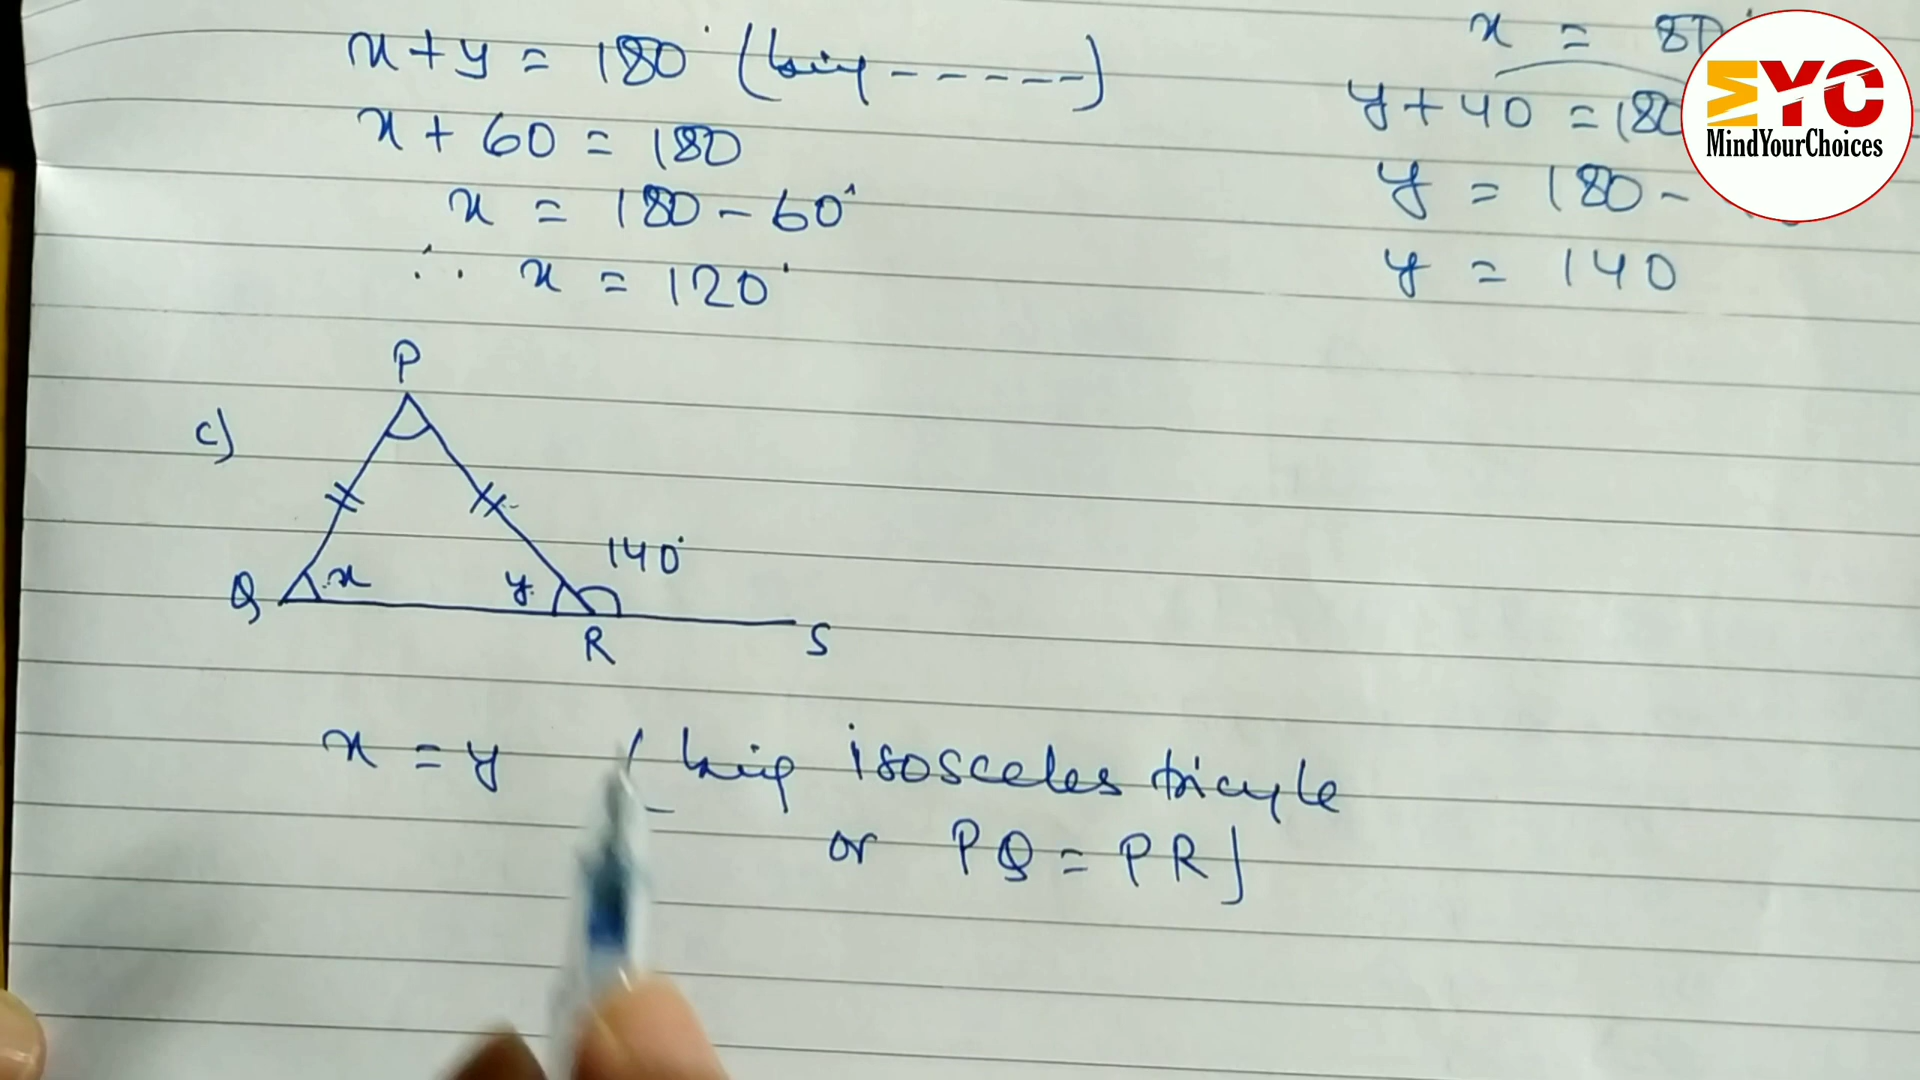 x + y = 180° (being - - - - -)
x + 60 = 180
x = 180 - 60°
∴ x = 120°
x = 80°
y + 40 = 180
y = 180 -
y = 140
MYC
MindYourChoices
c)
P
140°
Q x y
R S
x = y (being isosceles triangle
or PQ = PR)